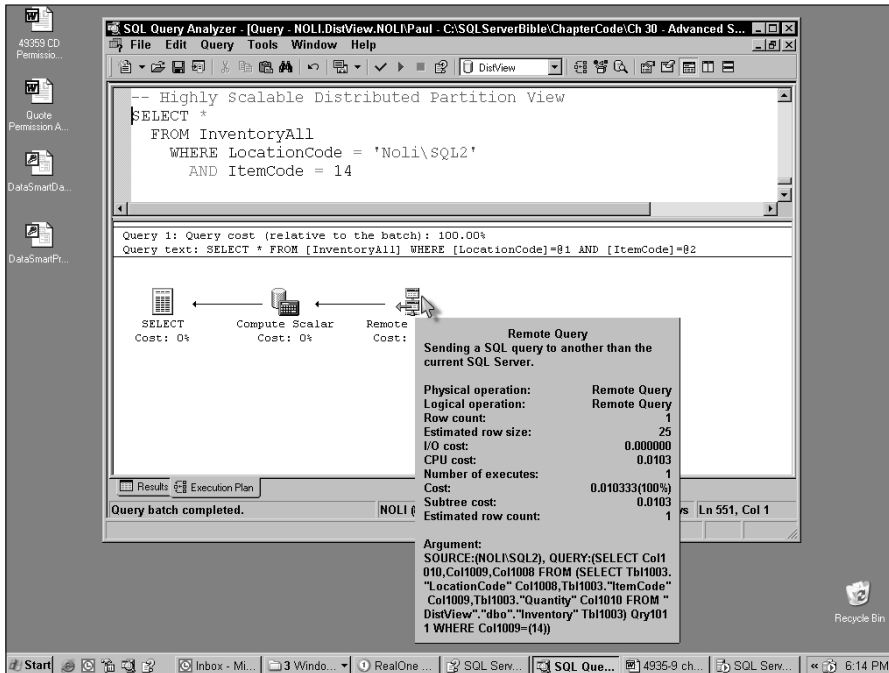 49359 CD
Permissio...
Quote
Permission A...
DataSmartDa...
DataSmartPr...
SQL Query Analyzer - [Query - NOLI.DistView.NOLI\Paul - C:\SQLServerBible\ChapterCode\Ch 30 - Advanced S...
File Edit Query Tools Window Help
DistView
-- Highly Scalable Distributed Partition View
SELECT *
FROM InventoryAll
WHERE LocationCode = 'Noli\SQL2'
AND ItemCode = 14
Query 1: Query cost (relative to the batch): 100.00%
Query text: SELECT * FROM [InventoryAll] WHERE [LocationCode]=@1 AND [ItemCode]=@2
SELECT
Cost: 0%
Compute Scalar
Cost: 0%
Remote
Cost:
Remote Query
Sending a SQL query to another than the
current SQL Server.
Physical operation: Remote Query
Logical operation: Remote Query
Row count: 1
Estimated row size: 25
I/O cost: 0.000000
CPU cost: 0.0103
Number of executes: 1
Cost: 0.010333(100%)
Subtree cost: 0.0103
Estimated row count: 1
Argument:
SOURCE:(NOLI\SQL2), QUERY:(SELECT Col1
010,Col1009,Col1008 FROM (SELECT Tbl1003.
"LocationCode" Col1008,Tbl1003."ItemCode"
Col1009,Tbl1003."Quantity" Col1010 FROM "
DistView"."dbo"."Inventory" Tbl1003) Qry101
1 WHERE Col1009=(14))
Results Execution Plan
Query batch completed. NOLI Ln 551, Col 1
Recycle Bin
Start Inbox - Mi... 3 Windo... RealOne ... SQL Serv... SQL Que... 4935-9 ch... SQL Serv... « 6:14 PM